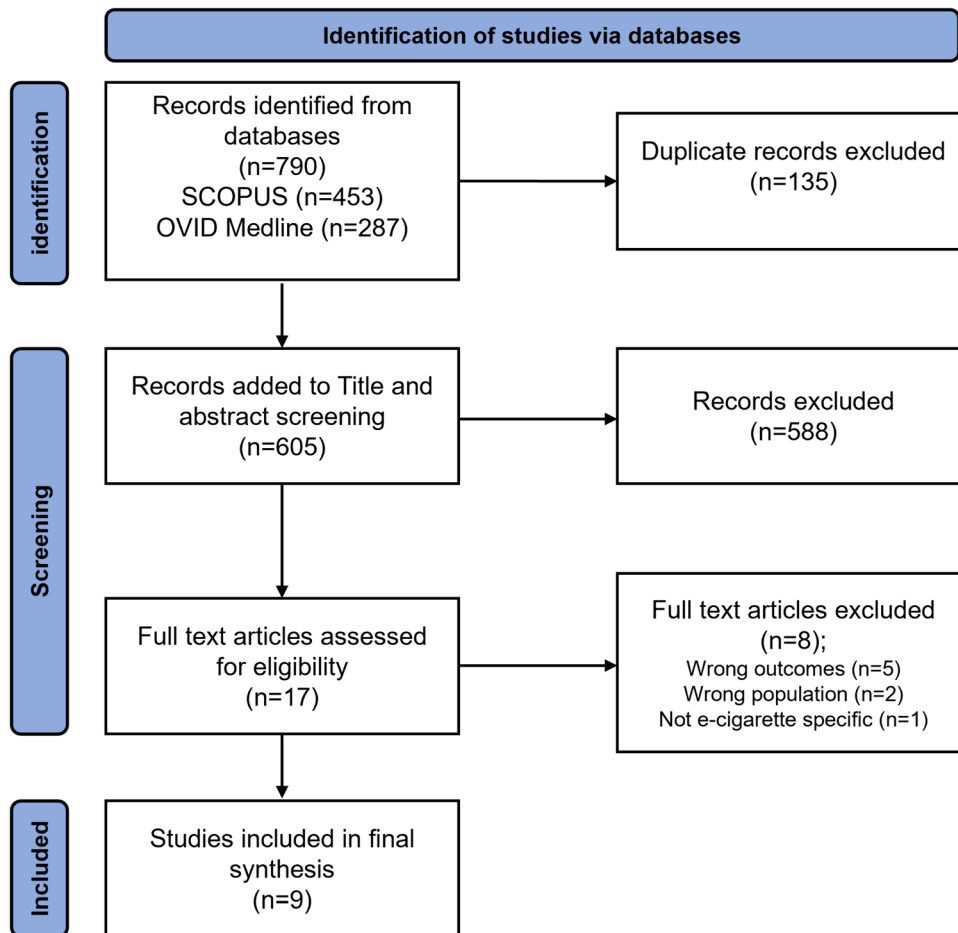 Identification of studies via databases
identification
Records identified from
databases
(n=790)
SCOPUS (n=453)
OVID Medline (n=287)
Duplicate records excluded
(n=135)
Screening
Records added to Title and
abstract screening
(n=605)
Records excluded
(n=588)
Full text articles assessed
for eligibility
(n=17)
Full text articles excluded
(n=8);
Wrong outcomes (n=5)
Wrong population (n=2)
Not e-cigarette specific (n=1)
Included
Studies included in final
synthesis
(n=9)